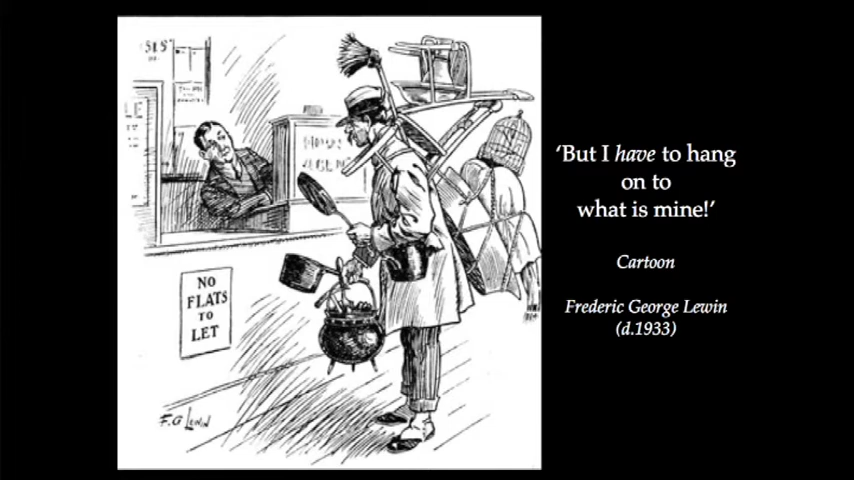 NO
FLATS
TO
LET
F. G LEWIN
‘But I have to hang
on to
what is mine!’
Cartoon
Frederic George Lewin
(d.1933)